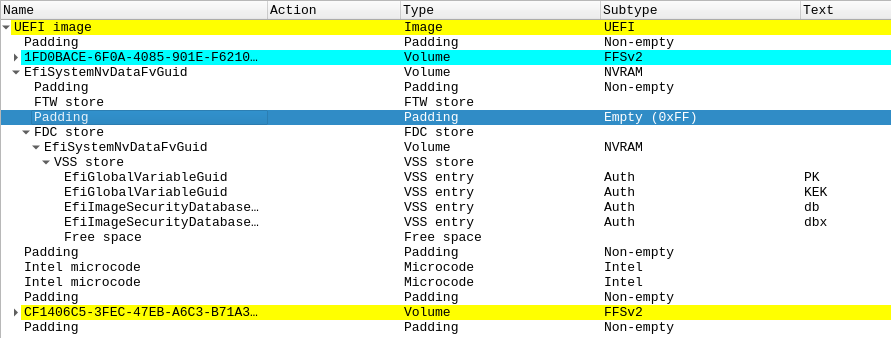 Name Action Type Subtype Text
UEFI image Image UEFI
Padding Padding Non-empty
1FD0BACE-6F0A-4085-901E-F6210… Volume FFSv2
EfiSystemNvDataFvGuid Volume NVRAM
Padding Padding Non-empty
FTW store FTW store
Padding Padding Empty (0xFF)
FDC store FDC store
EfiSystemNvDataFvGuid Volume NVRAM
VSS store VSS store
EfiGlobalVariableGuid VSS entry Auth PK
EfiGlobalVariableGuid VSS entry Auth KEK
EfiImageSecurityDatabase… VSS entry Auth db
EfiImageSecurityDatabase… VSS entry Auth dbx
Free space Free space
Padding Padding Non-empty
Intel microcode Microcode Intel
Intel microcode Microcode Intel
Padding Padding Non-empty
CF1406C5-3FEC-47EB-A6C3-B71A3… Volume FFSv2
Padding Padding Non-empty